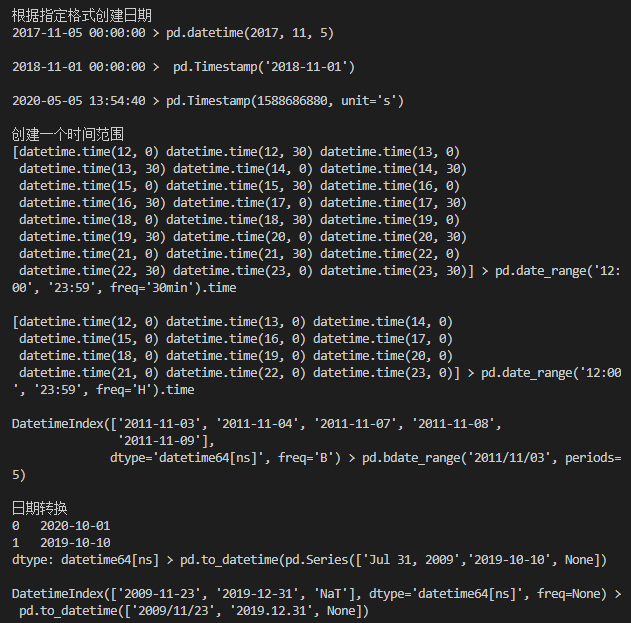 根据指定格式创建日期
2017-11-05 00:00:00 > pd.datetime(2017, 11, 5)
2018-11-01 00:00:00 >  pd.Timestamp('2018-11-01')
2020-05-05 13:54:40 > pd.Timestamp(1588686880, unit='s')
创建一个时间范围
[datetime.time(12, 0) datetime.time(12, 30) datetime.time(13, 0)
 datetime.time(13, 30) datetime.time(14, 0) datetime.time(14, 30)
 datetime.time(15, 0) datetime.time(15, 30) datetime.time(16, 0)
 datetime.time(16, 30) datetime.time(17, 0) datetime.time(17, 30)
 datetime.time(18, 0) datetime.time(18, 30) datetime.time(19, 0)
 datetime.time(19, 30) datetime.time(20, 0) datetime.time(20, 30)
 datetime.time(21, 0) datetime.time(21, 30) datetime.time(22, 0)
 datetime.time(22, 30) datetime.time(23, 0) datetime.time(23, 30)] > pd.date_range('12:
00', '23:59', freq='30min').time
[datetime.time(12, 0) datetime.time(13, 0) datetime.time(14, 0)
 datetime.time(15, 0) datetime.time(16, 0) datetime.time(17, 0)
 datetime.time(18, 0) datetime.time(19, 0) datetime.time(20, 0)
 datetime.time(21, 0) datetime.time(22, 0) datetime.time(23, 0)] > pd.date_range('12:00
', '23:59', freq='H').time
DatetimeIndex(['2011-11-03', '2011-11-04', '2011-11-07', '2011-11-08',
               '2011-11-09'],
              dtype='datetime64[ns]', freq='B') > pd.bdate_range('2011/11/03', periods=
5)
日期转换
0   2020-10-01
1   2019-10-10
dtype: datetime64[ns] > pd.to_datetime(pd.Series(['Jul 31, 2009','2019-10-10', None])
DatetimeIndex(['2009-11-23', '2019-12-31', 'NaT'], dtype='datetime64[ns]', freq=None) >
 pd.to_datetime(['2009/11/23', '2019.12.31', None])